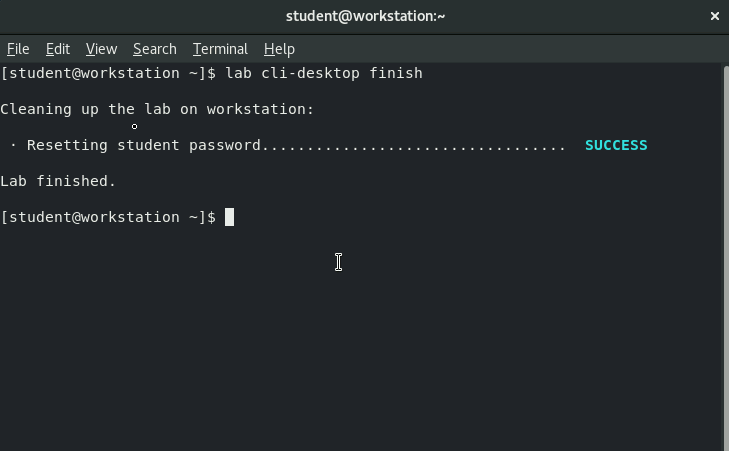 student@workstation:~
File Edit View Search Terminal Help
[student@workstation ~]$ lab cli-desktop finish
Cleaning up the lab on workstation:
· Resetting student password.................................. SUCCESS
Lab finished.
[student@workstation ~]$